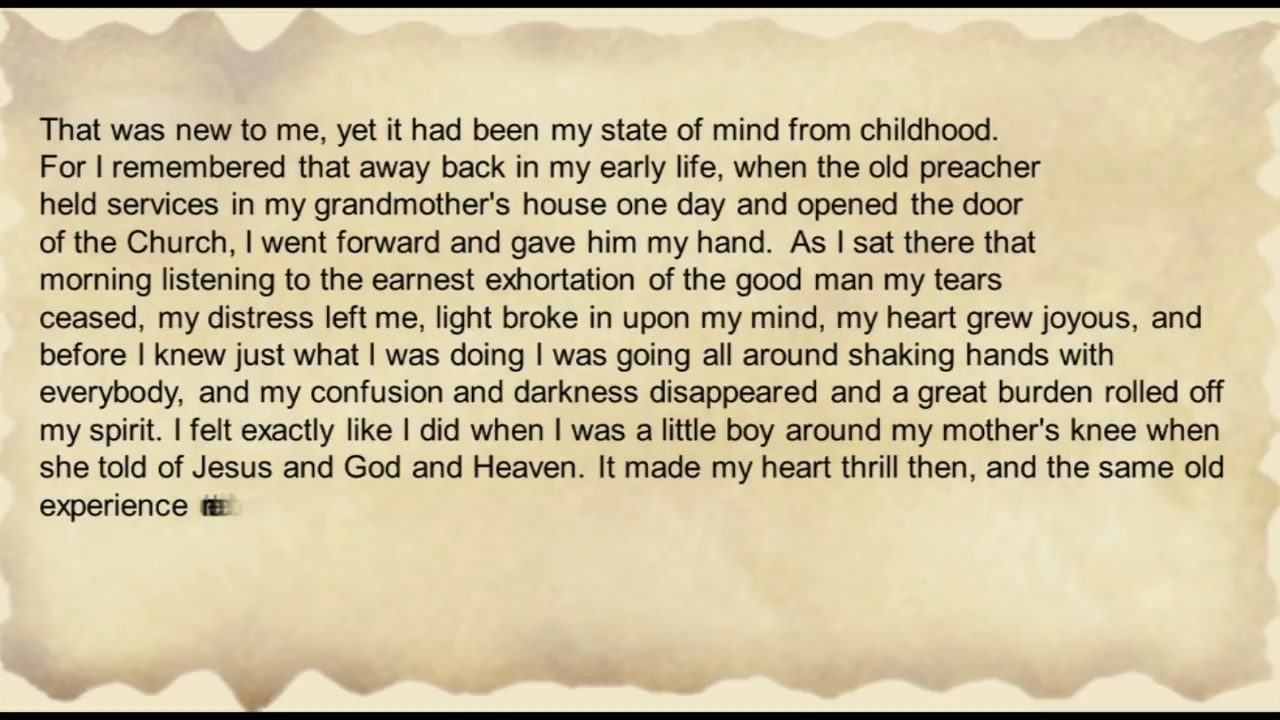 That was new to me, yet it had been my state of mind from childhood.
For I remembered that away back in my early life, when the old preacher
held services in my grandmother's house one day and opened the door
of the Church, I went forward and gave him my hand.  As I sat there that
morning listening to the earnest exhortation of the good man my tears
ceased, my distress left me, light broke in upon my mind, my heart grew joyous, and
before I knew just what I was doing I was going all around shaking hands with
everybody, and my confusion and darkness disappeared and a great burden rolled off
my spirit. I felt exactly like I did when I was a little boy around my mother's knee when
she told of Jesus and God and Heaven.  It made my heart thrill then, and the same old
experience